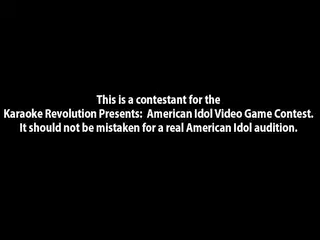 This is a contestant for the
Karaoke Revolution Presents:  American Idol Video Game Contest.
It should not be mistaken for a real American Idol audition.